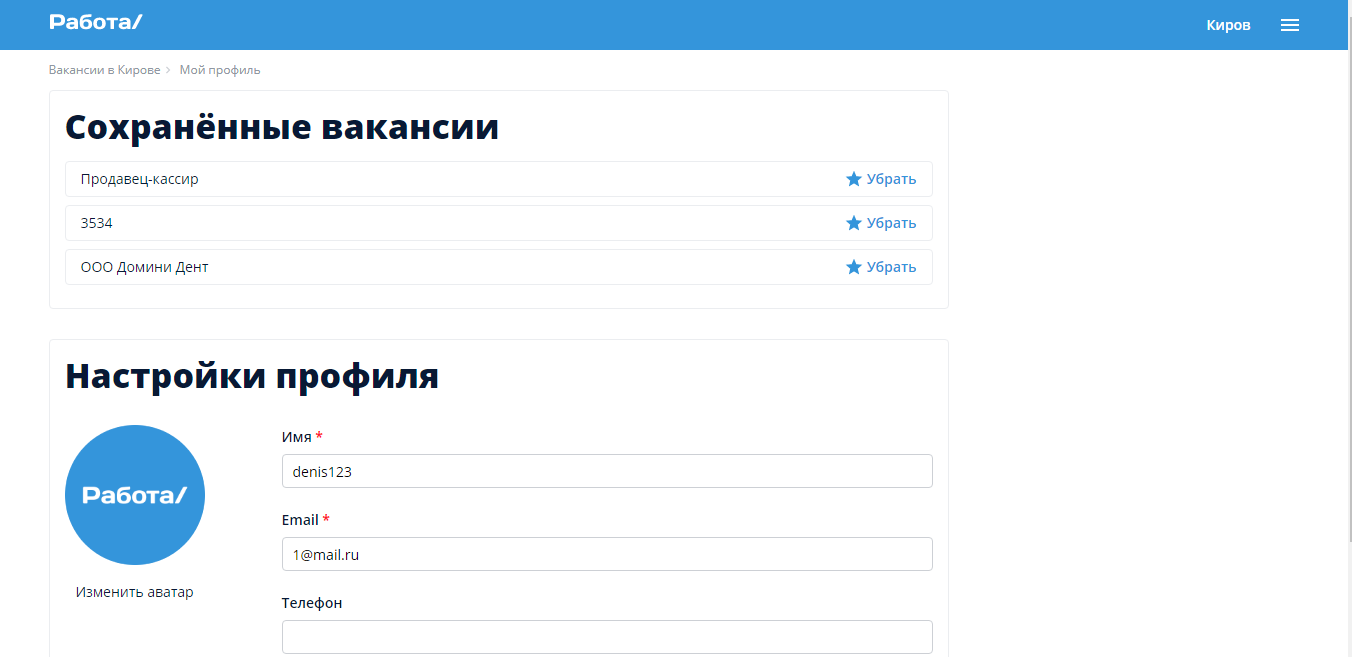 Работа/
Киров
Вакансии в Кирове › Мой профиль
Сохранённые вакансии
Продавец-кассир
Убрать
3534
Убрать
ООО Домини Дент
Убрать
Настройки профиля
Работа/
Изменить аватар
Имя *
denis123
Email *
1@mail.ru
Телефон